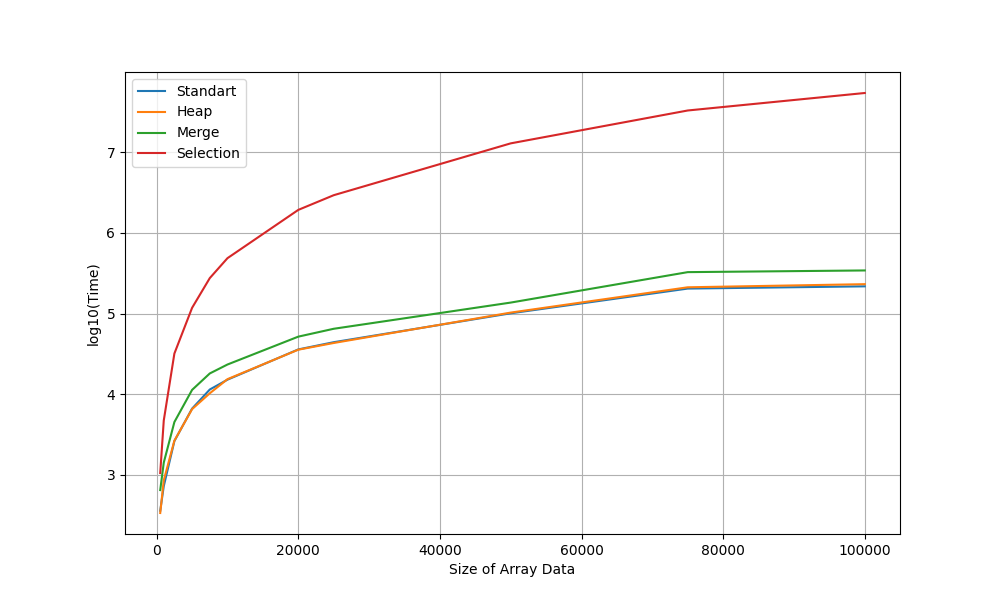 Standart
Heap
Merge
Selection
log10(Time)
7
6
5
4
3
0 20000 40000 60000 80000 100000
Size of Array Data